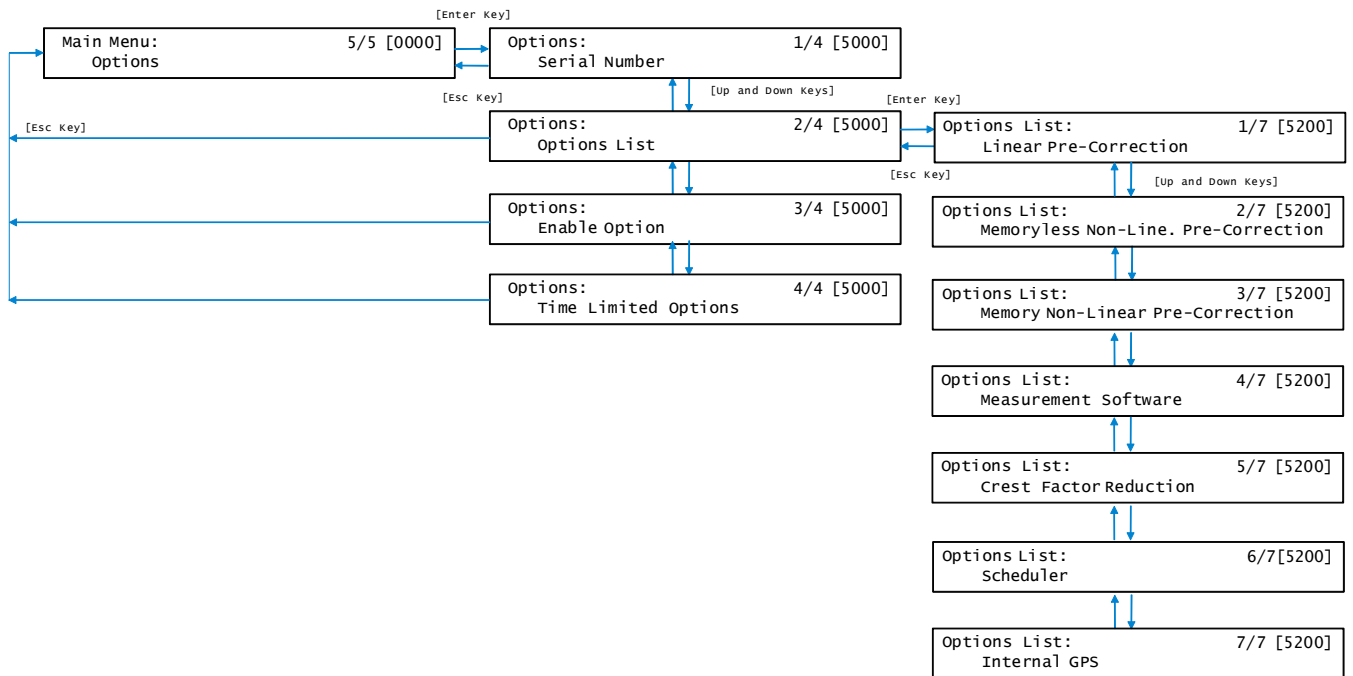 [Enter Key]
Main Menu: 5/5 [0000]
Options
Options: 1/4 [5000]
Serial Number
[Esc Key]
[Up and Down Keys]
[Esc Key]
Options: 2/4 [5000]
Options List
[Enter Key]
Options List: 1/7 [5200]
Linear Pre-Correction
[Esc Key]
[Up and Down Keys]
Options: 3/4 [5000]
Enable Option
Options List: 2/7 [5200]
Memoryless Non-Line. Pre-Correction
Options: 4/4 [5000]
Time Limited Options
Options List: 3/7 [5200]
Memory Non-Linear Pre-Correction
Options List: 4/7 [5200]
Measurement Software
Options List: 5/7 [5200]
Crest Factor Reduction
Options List: 6/7[5200]
Scheduler
Options List: 7/7 [5200]
Internal GPS